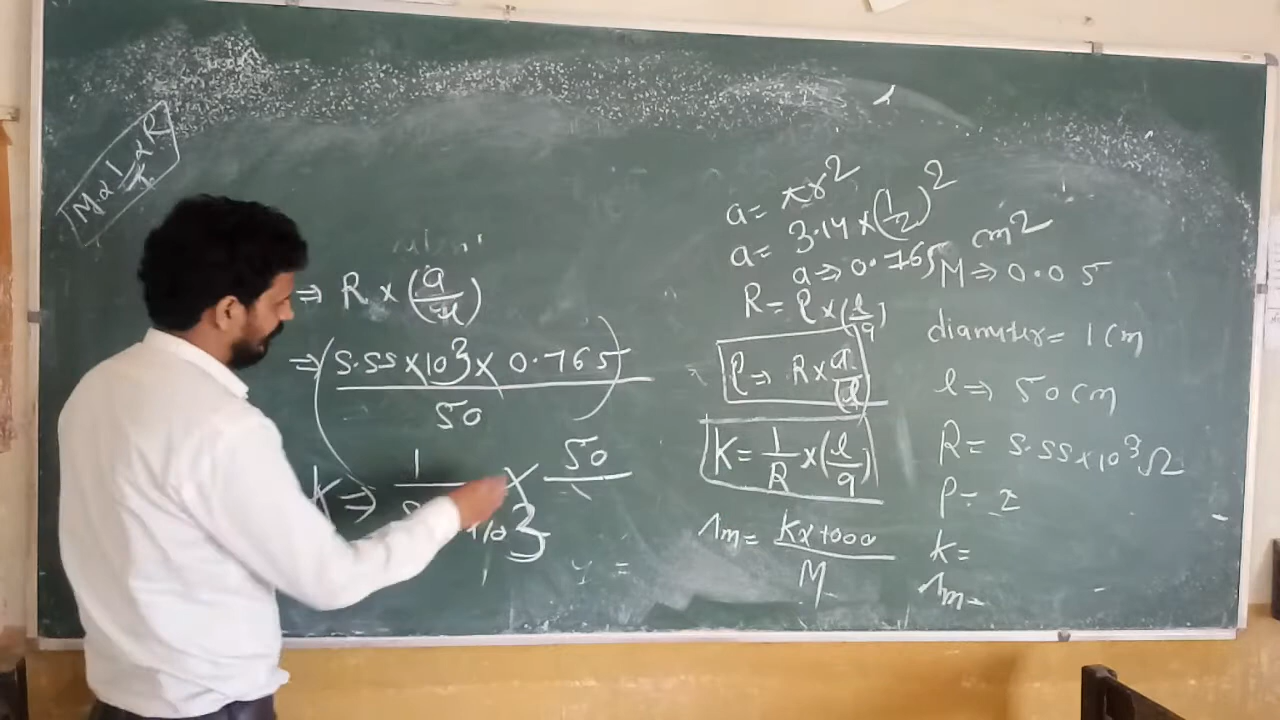 M α 1/α R
⇒ R × (a/l)
⇒ (5.55×10³ × 0.765)
50
K ⇒ 1 × 50
×10³
y =
a = πr²
a = 3.14×(1/2)²
a ⇒ 0.765 cm²
R = ρ × (l/a)
ρ ⇒ R × a/l
K = 1/R × (l/a)
Λm = K×1000/M
M ⇒ 0.05
diameter = 1 cm
l ⇒ 50 cm
R = 5.55×10³ Ω
ρ =
k =
Λm =